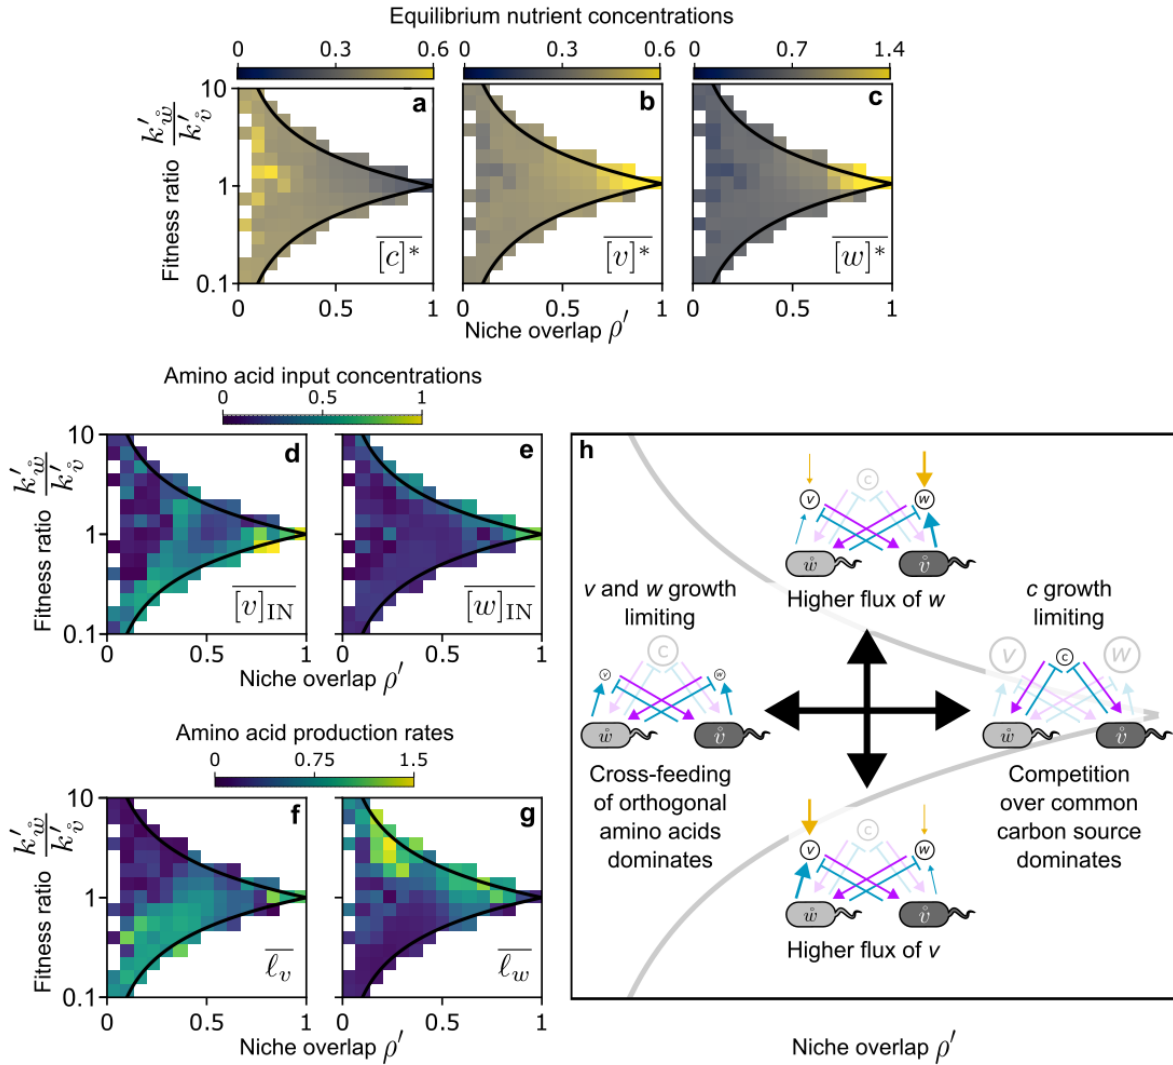 Equilibrium nutrient concentrations
0 0.3 0.6 0 0.3 0.6 0 0.7 1.4
a b c
Fitness ratio k′ẘ/k′v̊
10
1
0.1
[c]* [v]* [w]*
0 0.5 1 0 0.5 1 0 0.5 1
Niche overlap ρ′
Amino acid input concentrations
0 0.5 1
d e
Fitness ratio k′ẘ/k′v̊
10
1
0.1
[v]IN [w]IN
0 0.5 1 0 0.5 1
Niche overlap ρ′
Amino acid production rates
0 0.75 1.5
f g
Fitness ratio k′ẘ/k′v̊
10
1
0.1
ℓv ℓw
0 0.5 1 0 0.5 1
Niche overlap ρ′
h
c
v w
ẘ v̊
Higher flux of w
v and w growth
limiting
c
v w
ẘ v̊
Cross-feeding
of orthogonal
amino acids
dominates
c growth
limiting
v c w
ẘ v̊
Competition
over common
carbon source
dominates
c
v w
ẘ v̊
Higher flux of v
Niche overlap ρ′